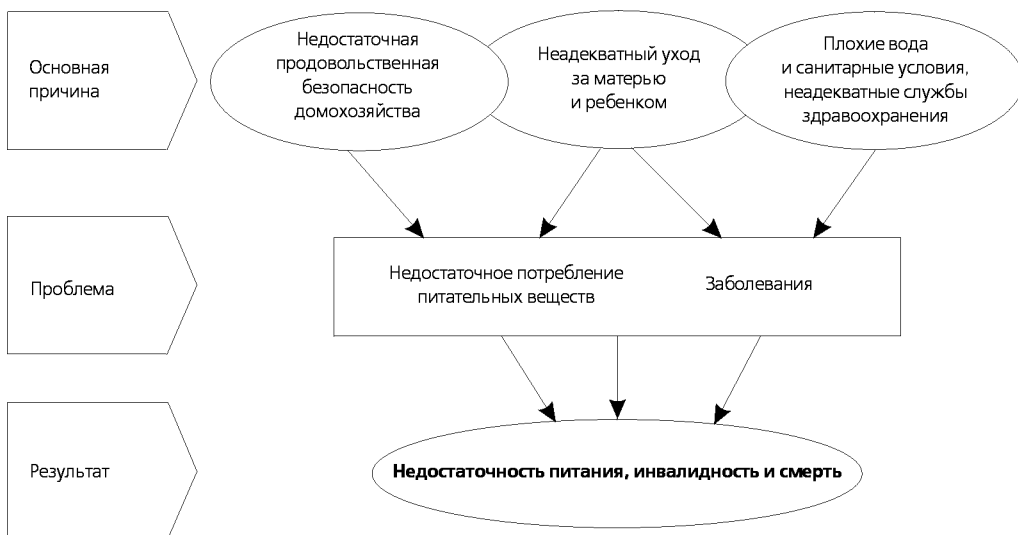 Основная
причина
Недостаточная
продовольственная
безопасность
домохозяйства
Неадекватный уход
за матерью
и ребенком
Плохие вода
и санитарные условия,
неадекватные службы
здравоохранения
Проблема
Недостаточное потребление
питательных веществ
Заболевания
Результат
Недостаточность питания, инвалидность и смерть